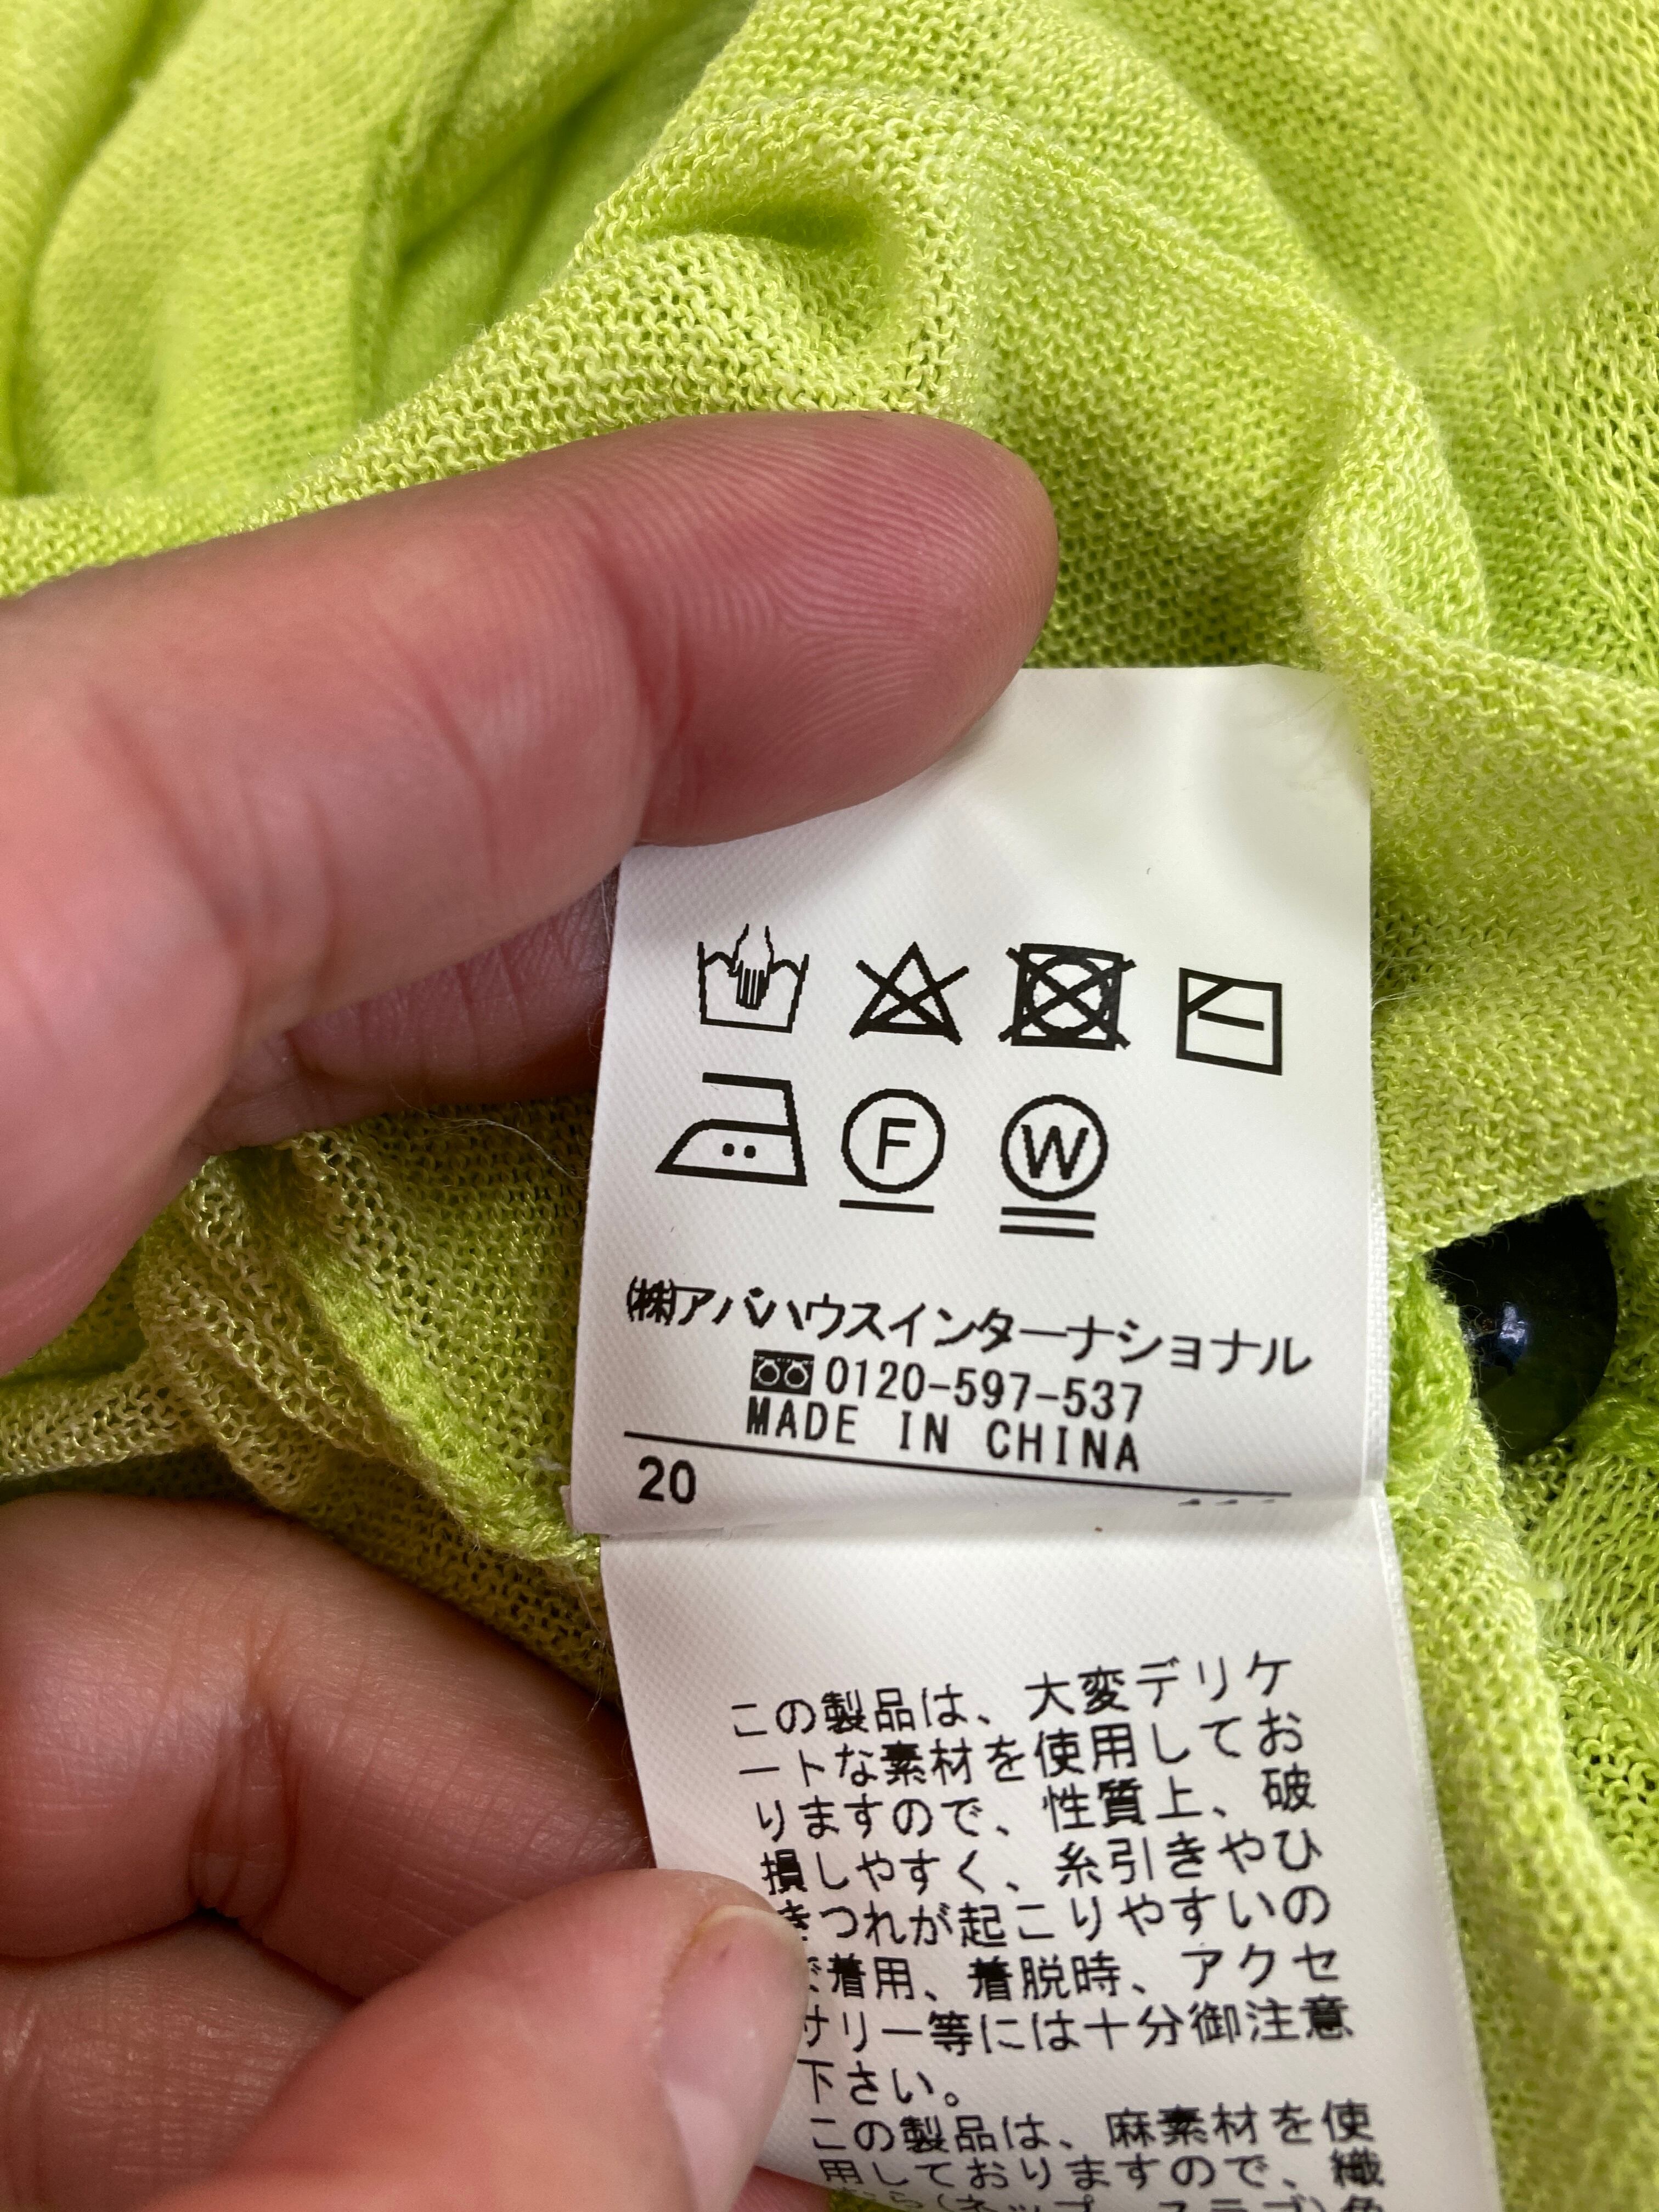 F W
(株)アバハウスインターナショナル
0120-597-537
MADE IN CHINA
20
この製品は、大変デリケ
ートな素材を使用してお
りますので、性質上、破
損しやすく、糸引きやひ
きつれが起こりやすいの
で着用、着脱時、アクセ
サリー等には十分御注意
下さい。
この製品は、麻素材を使
用しておりますので、織